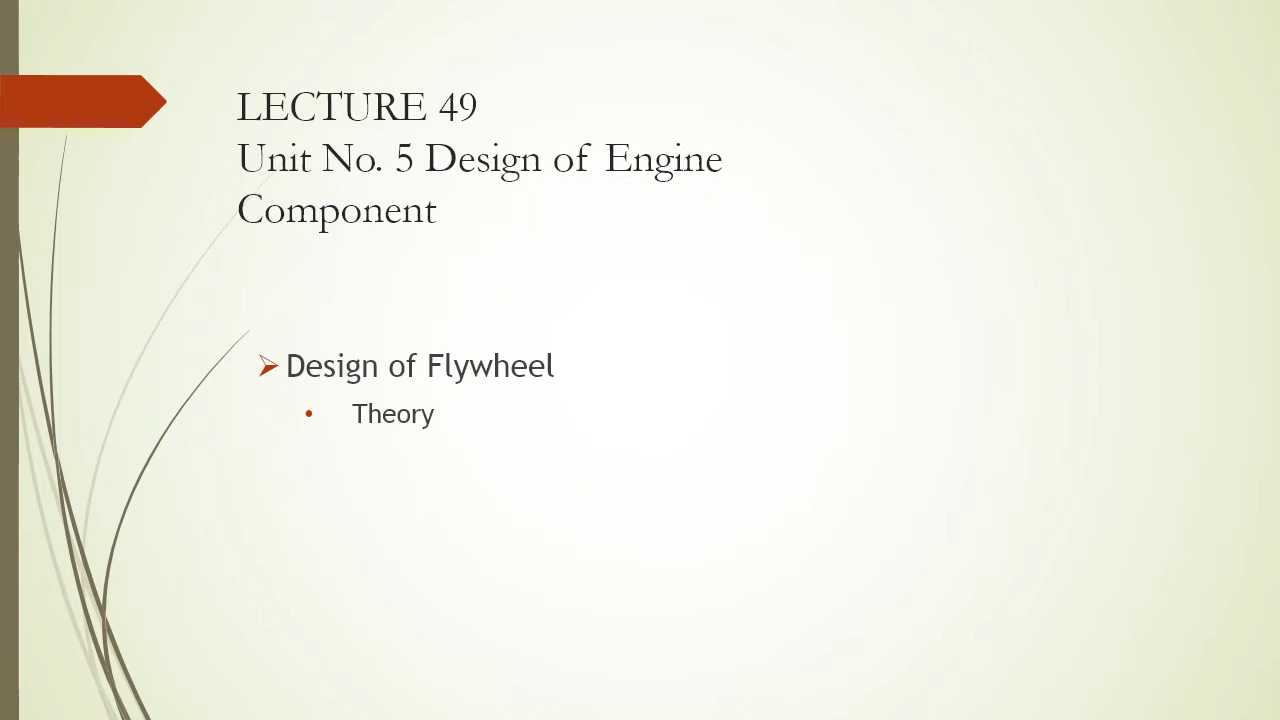 LECTURE 49
Unit No. 5 Design of Engine
Component
Design of Flywheel
Theory